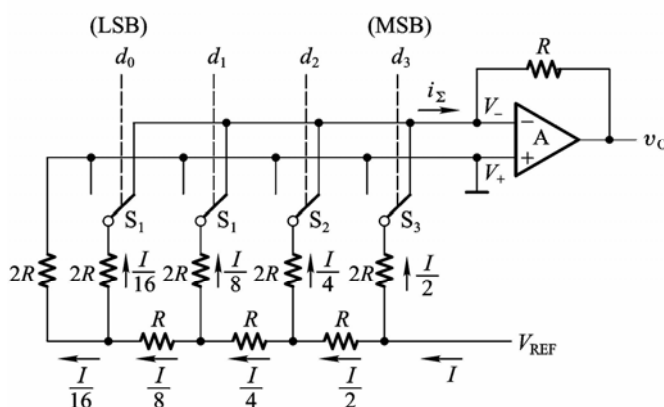 (LSB) (MSB)
d0 d1 d2 d3 R
iΣ V−
− A + vO
V+
S1 S1 S2 S3
2R 2R I/16 2R I/8 2R I/4 2R I/2
R R R VREF
I/16 I/8 I/4 I/2 I